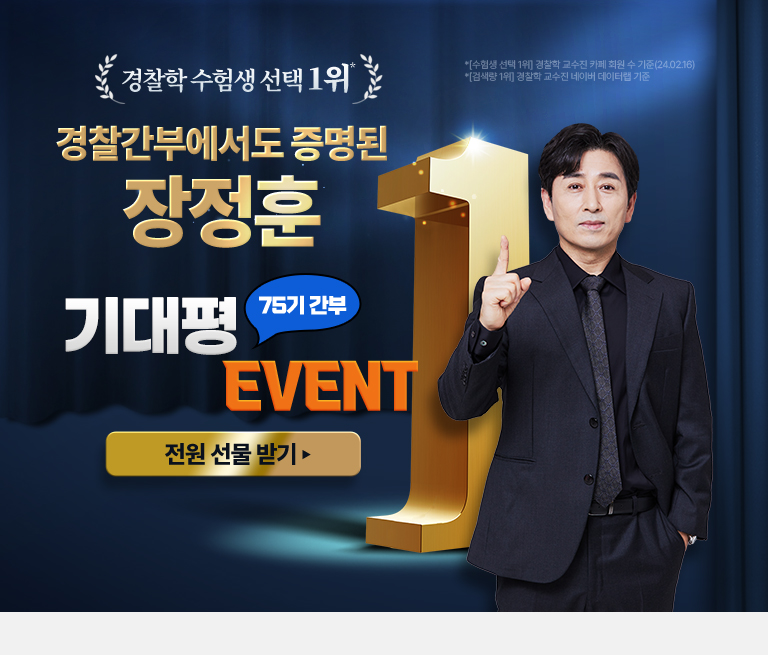 경찰학 수험생 선택 1위*
*[수험생 선택 1위] 경찰학 교수진 카페 회원 수 기준(24.02.16)
*[검색량 1위] 경찰학 교수진 네이버 데이터랩 기준
경찰간부에서도 증명된
장정훈
75기 간부
기대평
EVENT
전원 선물 받기 ▸